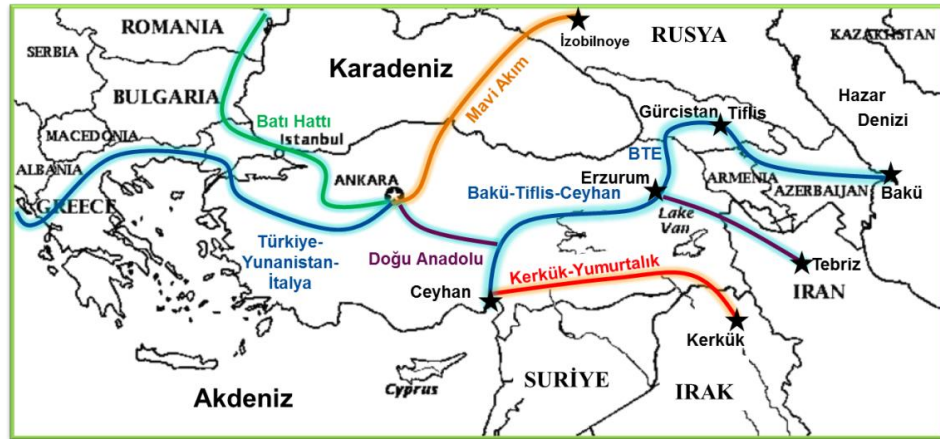 ROMANIA
SERBIA
BULGARIA
MACEDONIA
ALBANIA
GREECE
Karadeniz
Mavi Akım
İzobilnoye
RUSYA
KAZAKHSTAN
Hazar
Denizi
Batı Hattı
Istanbul
ANKARA
Gürcistan
Tiflis
BTE
Erzurum
ARMENIA
AZERBAIJAN
Bakü
Bakü-Tiflis-Ceyhan
Lake
Van
Türkiye-
Yunanistan-
İtalya
Doğu Anadolu
Kerkük-Yumurtalık
Ceyhan
Tebriz
IRAN
Kerkük
Akdeniz
Cyprus
SURİYE
IRAK